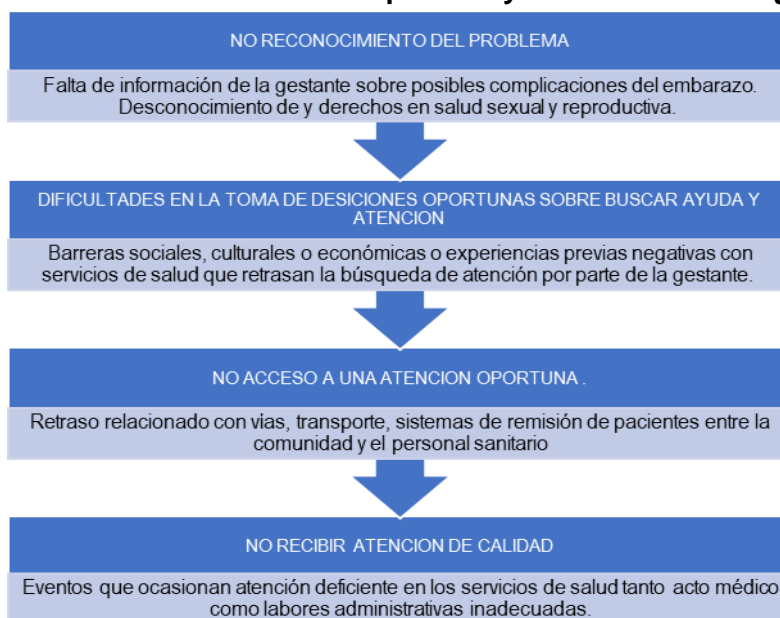 NO RECONOCIMIENTO DEL PROBLEMA
Falta de información de la gestante sobre posibles complicaciones del embarazo.
Desconocimiento de y derechos en salud sexual y reproductiva.
DIFICULTADES EN LA TOMA DE DESICIONES OPORTUNAS SOBRE BUSCAR AYUDA Y
ATENCION
Barreras sociales, culturales o económicas o experiencias previas negativas con
servicios de salud que retrasan la búsqueda de atención por parte de la gestante.
NO ACCESO A UNA ATENCION OPORTUNA .
Retraso relacionado con vías, transporte, sistemas de remisión de pacientes entre la
comunidad y el personal sanitario
NO RECIBIR ATENCION DE CALIDAD
Eventos que ocasionan atención deficiente en los servicios de salud tanto acto médico
como labores administrativas inadecuadas.